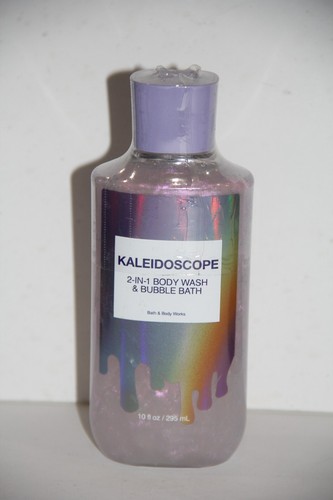 KALEIDOSCOPE
2-IN-1 BODY WASH
& BUBBLE BATH
Bath & Body Works
10 fl oz / 295 mL